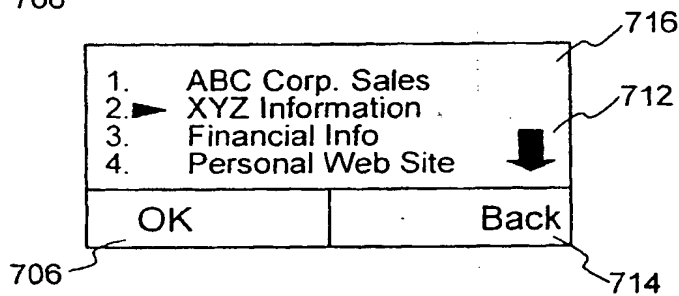 716
712
1. ABC Corp. Sales
2. XYZ Information
3. Financial Info
4. Personal Web Site
OK Back
706 714